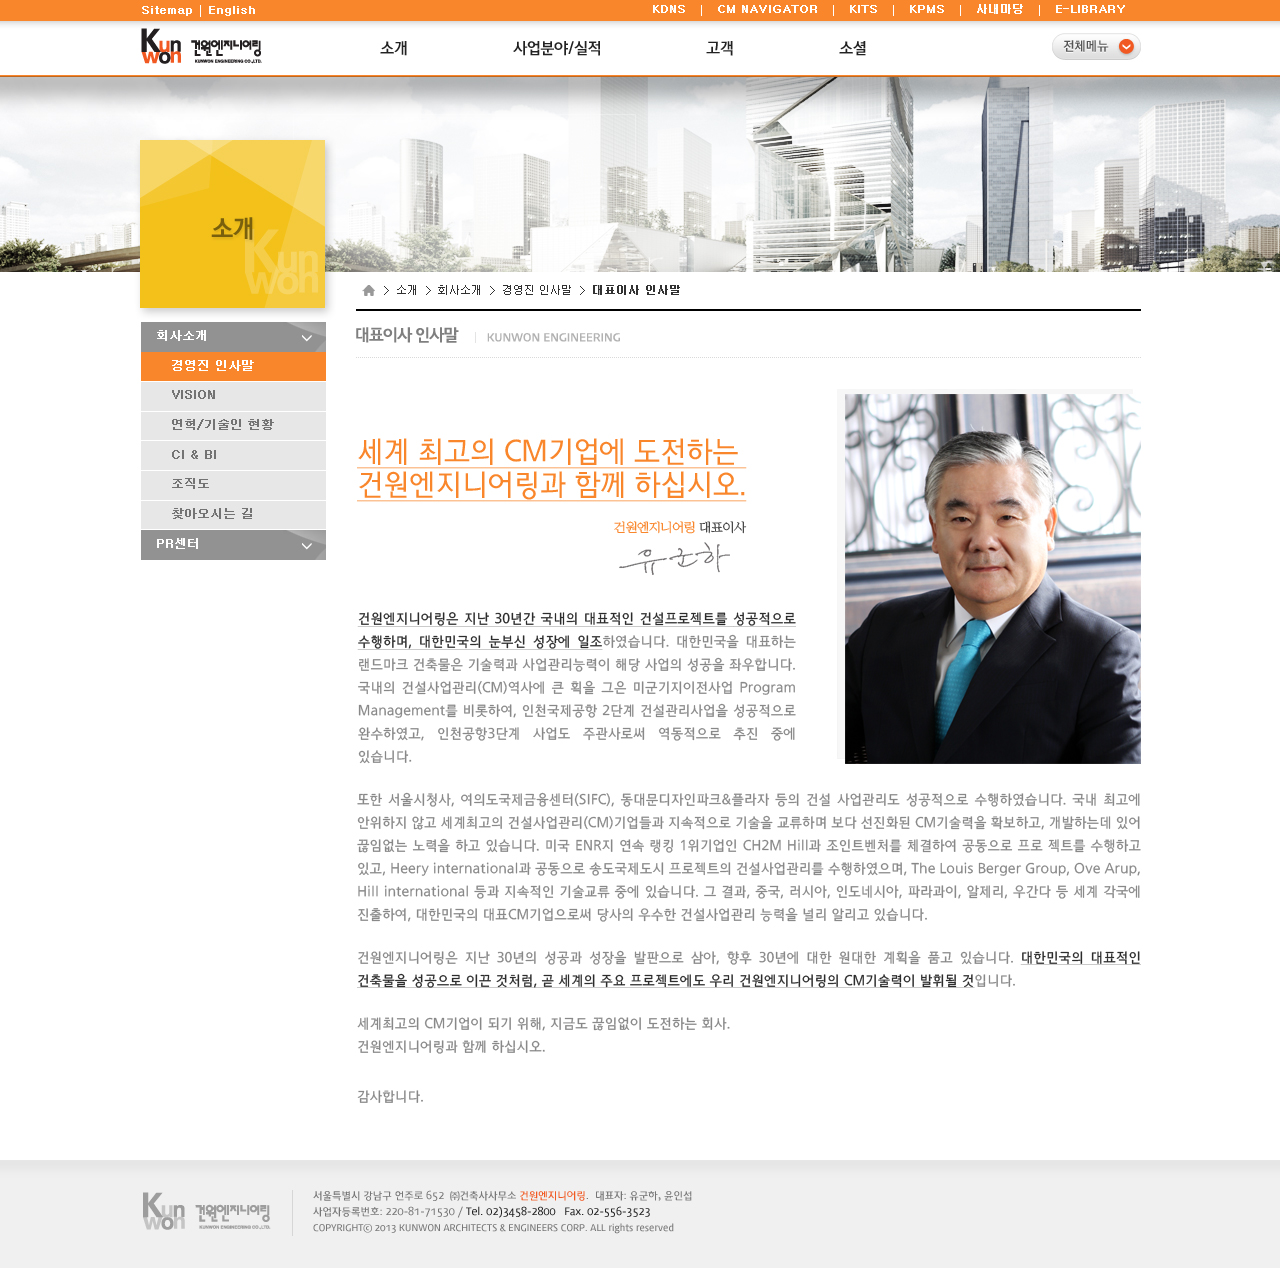 Sitemap | English
KDNS | CM NAVIGATOR | KITS | KPMS | 사내마당 | E-LIBRARY
Kun won 건원엔지니어링
KUNWON ENGINEERING CO.,LTD.
소개
사업분야/실적
고객
소셜
전체메뉴
소개
Kun won
소개 > 회사소개 > 경영진 인사말 > 대표이사 인사말
회사소개
경영진 인사말
VISION
연혁/기술인 현황
CI & BI
조직도
찾아오시는 길
PR센터
대표이사 인사말 | KUNWON ENGINEERING
세계 최고의 CM기업에 도전하는
건원엔지니어링과 함께 하십시오.
건원엔지니어링 대표이사
유군하
건원엔지니어링은 지난 30년간 국내의 대표적인 건설프로젝트를 성공적으로
수행하며, 대한민국의 눈부신 성장에 일조하였습니다. 대한민국을 대표하는
랜드마크 건축물은 기술력과 사업관리능력이 해당 사업의 성공을 좌우합니다.
국내의 건설사업관리(CM)역사에 큰 획을 그은 미군기지이전사업 Program
Management를 비롯하여, 인천국제공항 2단계 건설관리사업을 성공적으로
완수하였고, 인천공항3단계 사업도 주관사로써 역동적으로 추진 중에
있습니다.
또한 서울시청사, 여의도국제금융센터(SIFC), 동대문디자인파크&플라자 등의 건설 사업관리도 성공적으로 수행하였습니다. 국내 최고에
안위하지 않고 세계최고의 건설사업관리(CM)기업들과 지속적으로 기술을 교류하며 보다 선진화된 CM기술력을 확보하고, 개발하는데 있어
끊임없는 노력을 하고 있습니다. 미국 ENR지 연속 랭킹 1위기업인 CH2M Hill과 조인트벤처를 체결하여 공동으로 프로 젝트를 수행하고
있고, Heery international과 공동으로 송도국제도시 프로젝트의 건설사업관리를 수행하였으며, The Louis Berger Group, Ove Arup,
Hill international 등과 지속적인 기술교류 중에 있습니다. 그 결과, 중국, 러시아, 인도네시아, 파라과이, 알제리, 우간다 등 세계 각국에
진출하여, 대한민국의 대표CM기업으로써 당사의 우수한 건설사업관리 능력을 널리 알리고 있습니다.
건원엔지니어링은 지난 30년의 성공과 성장을 발판으로 삼아, 향후 30년에 대한 원대한 계획을 품고 있습니다. 대한민국의 대표적인
건축물을 성공으로 이끈 것처럼, 곧 세계의 주요 프로젝트에도 우리 건원엔지니어링의 CM기술력이 발휘될 것입니다.
세계최고의 CM기업이 되기 위해, 지금도 끊임없이 도전하는 회사.
건원엔지니어링과 함께 하십시오.
감사합니다.
Kun won 건원엔지니어링
KUNWON ENGINEERING CO.,LTD.
서울특별시 강남구 언주로 652 ㈜건축사사무소 건원엔지니어링. 대표자: 유군하, 윤인섭
사업자등록번호: 220-81-71530 / Tel. 02)3458-2800 Fax. 02-556-3523
COPYRIGHTⓒ 2013 KUNWON ARCHITECTS & ENGINEERS CORP. ALL rights reserved